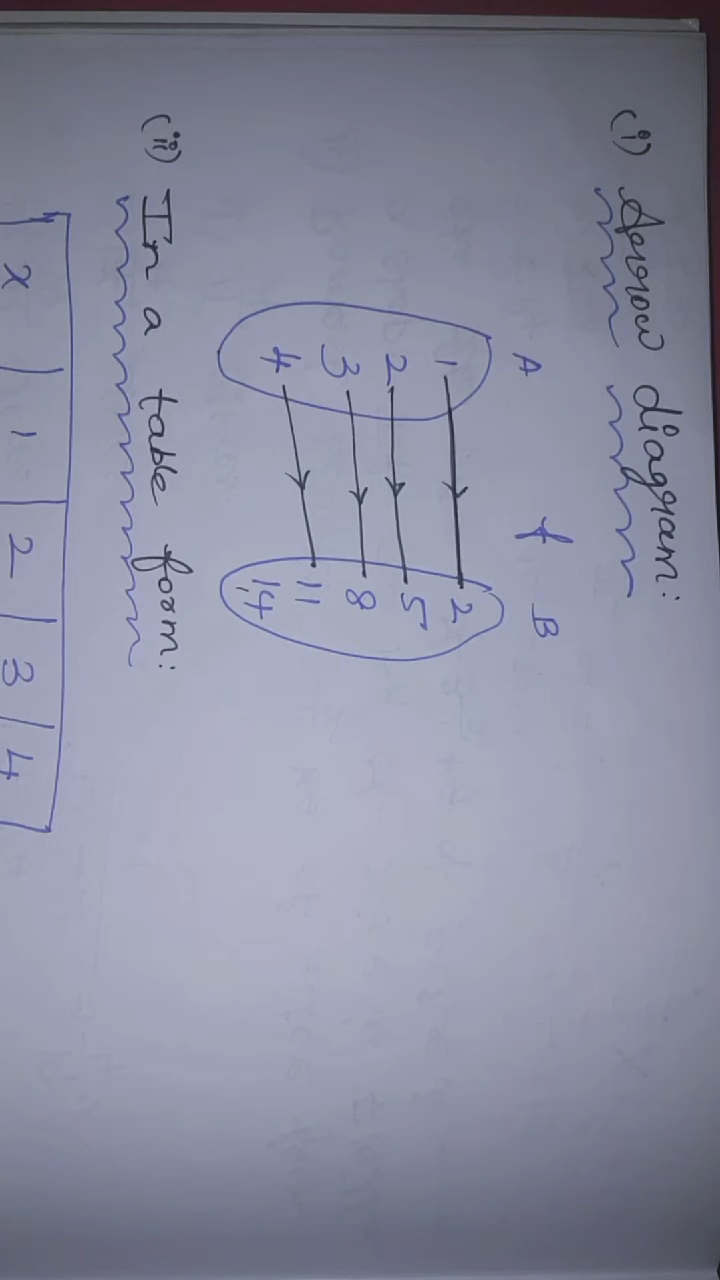 (i) Arrow diagram:
A f B
1 2
2 5
3 8
4 11
14
(ii) In a table form:
x 1 2 3 4